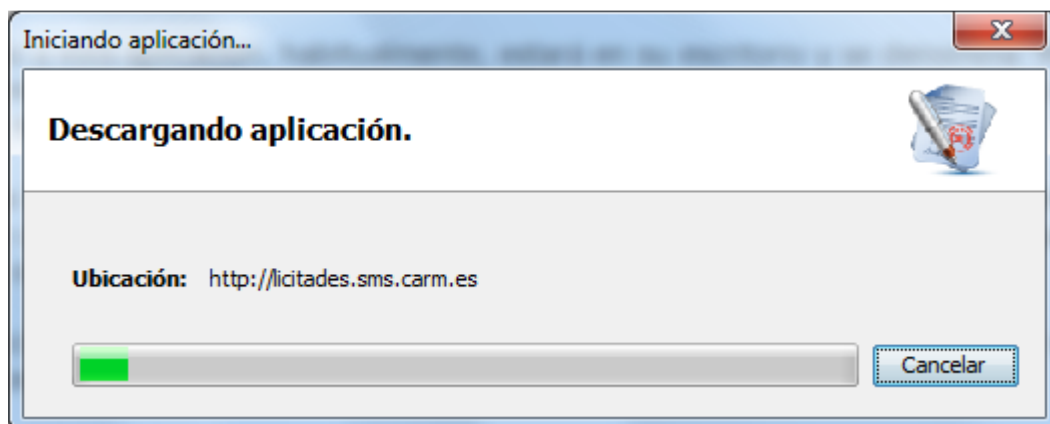 Iniciando aplicación...
Descargando aplicación.
Ubicación: http://licitades.sms.carm.es
Cancelar